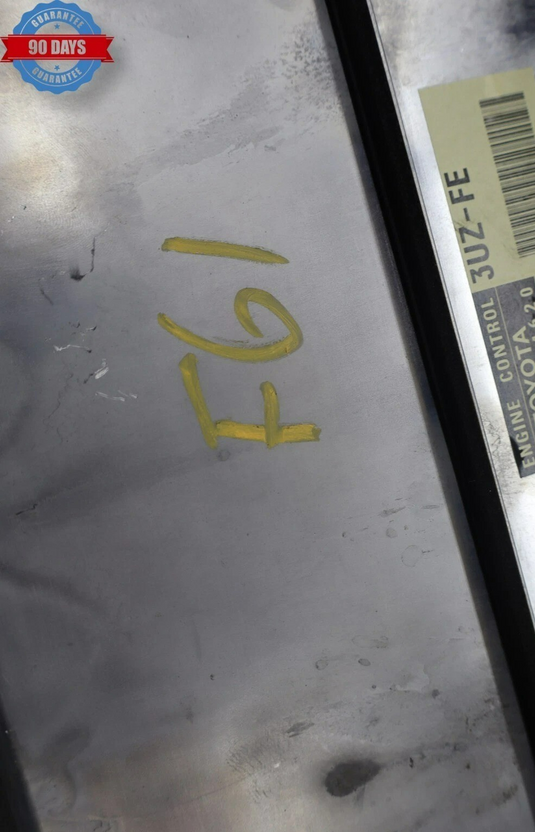 GUARANTEE
90 DAYS
GUARANTEE
F61
3UZ-FE
ENGINE CONTROL
TOYOTA